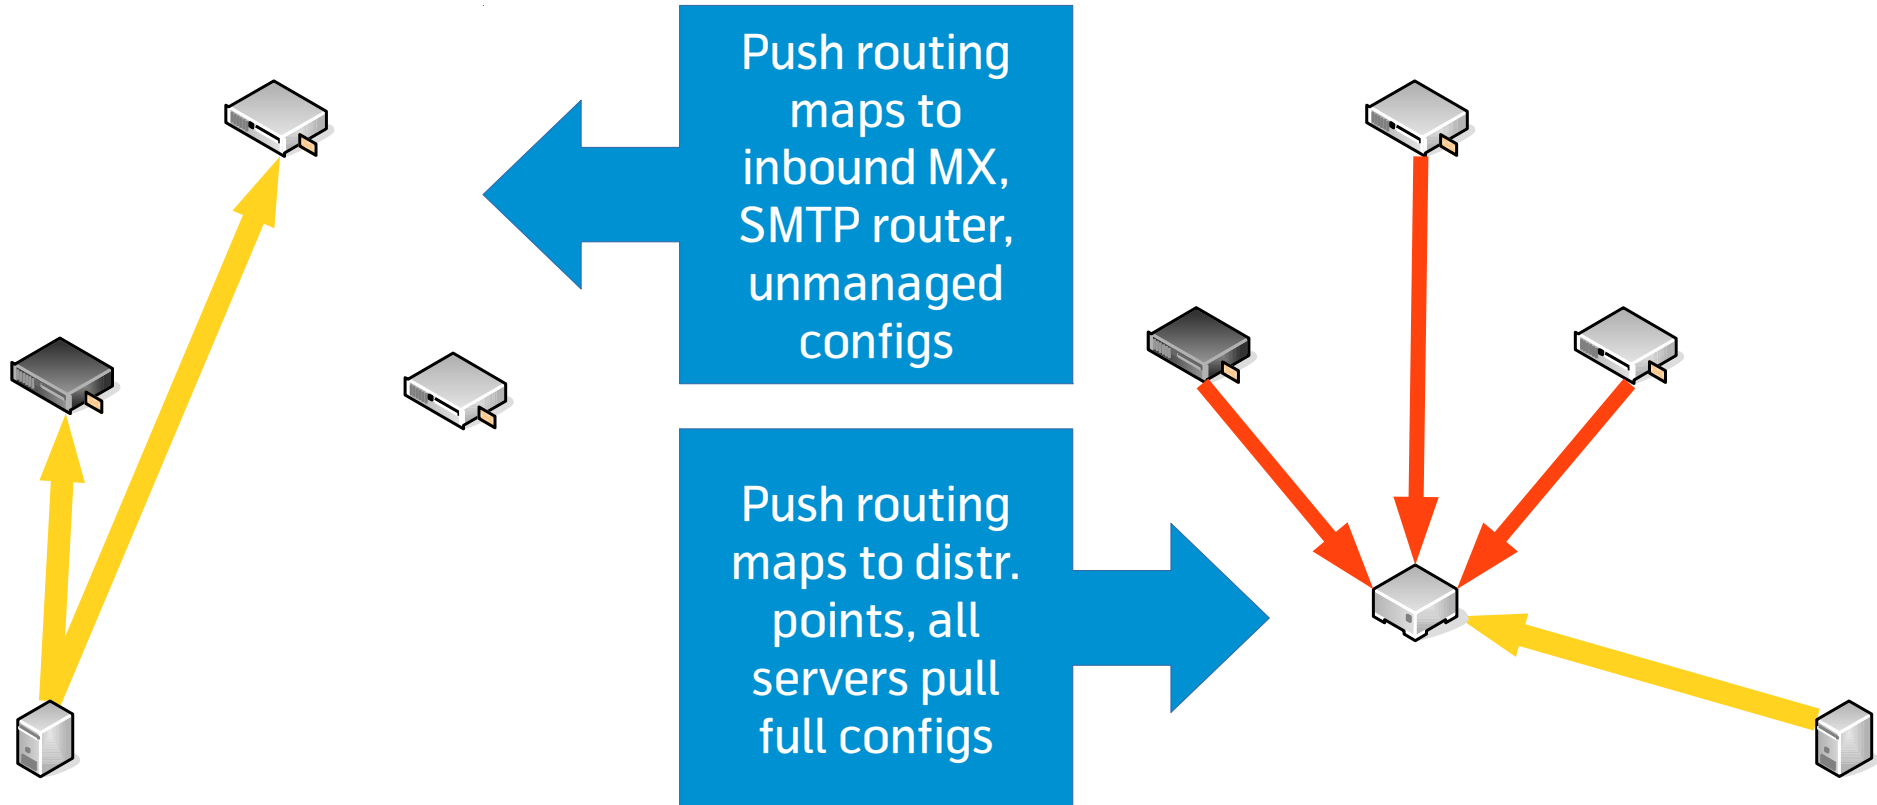 Push routing
maps to
inbound MX,
SMTP router,
unmanaged
configs
Push routing
maps to distr.
points, all
servers pull
full configs